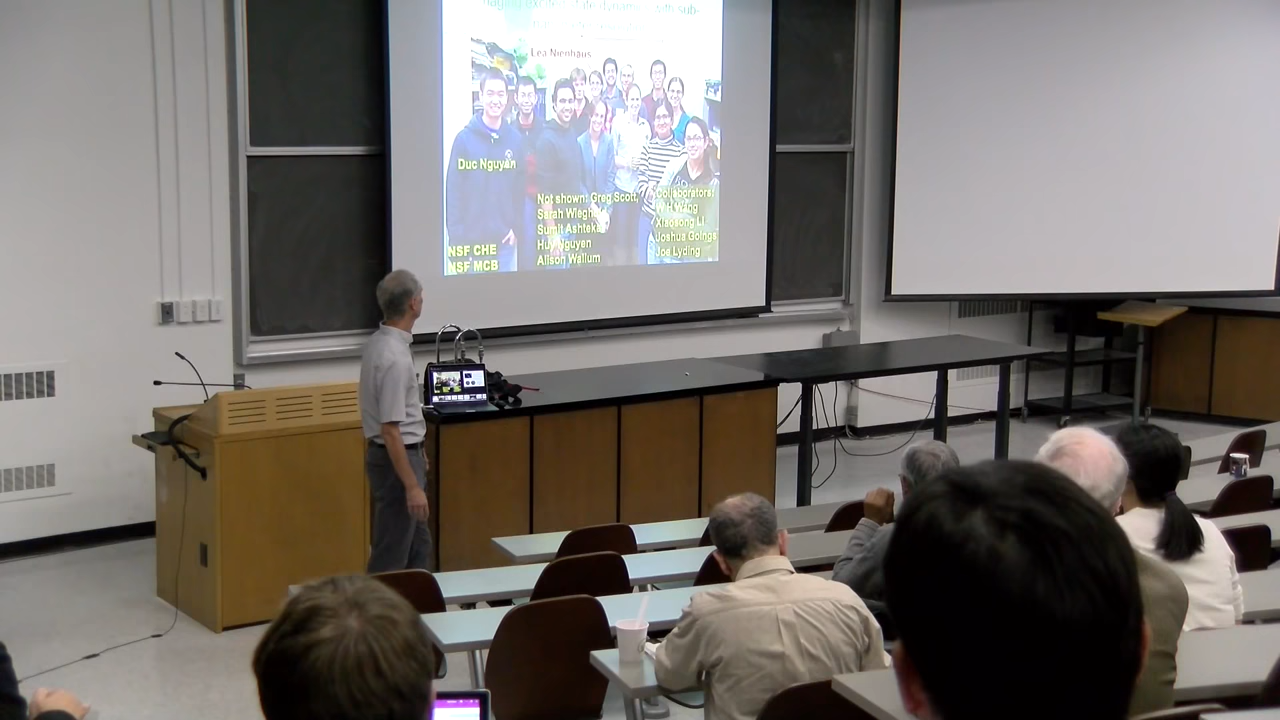 Lea Nienhaus
Duc Nguyen
Not shown: Greg Scott,
Sarah
Sumit Ashtekar
Huy Nguyen
Alison Wallum
Collaborators:
Wang
Xiaosong Li
Joshua Goings
Joe Lyding
NSF CHE
NSF MCB